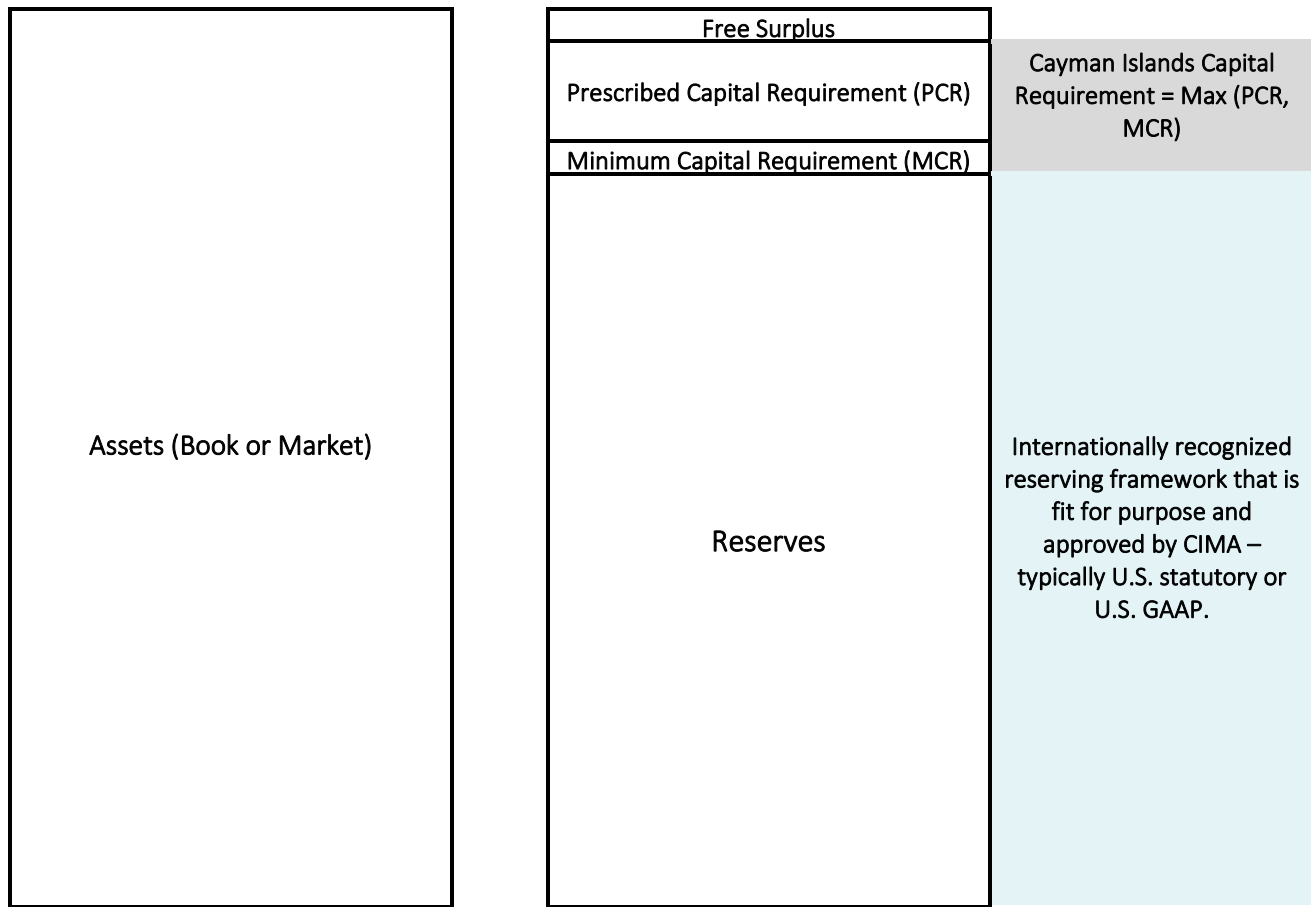 Free Surplus
Prescribed Capital Requirement (PCR)
Minimum Capital Requirement (MCR)
Cayman Islands Capital
Requirement = Max (PCR,
MCR)
Assets (Book or Market)
Reserves
Internationally recognized
reserving framework that is
fit for purpose and
approved by CIMA –
typically U.S. statutory or
U.S. GAAP.